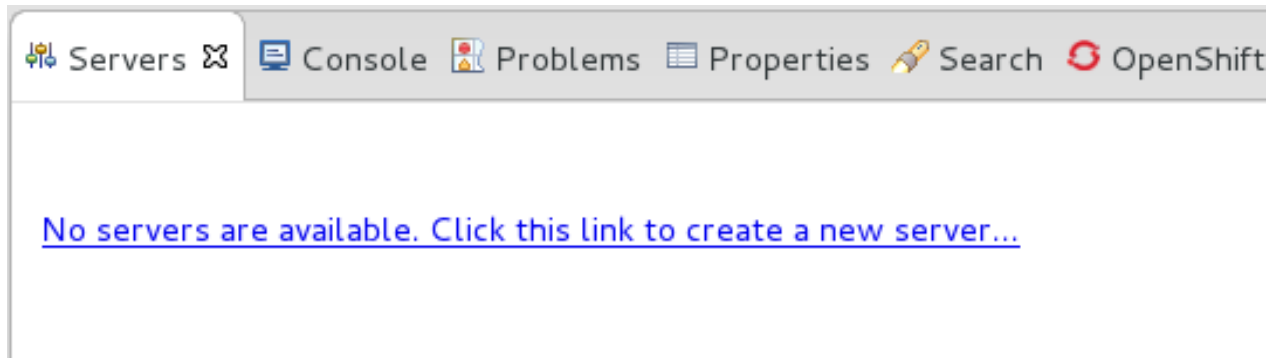 Servers Console Problems Properties Search OpenShift
No servers are available. Click this link to create a new server...